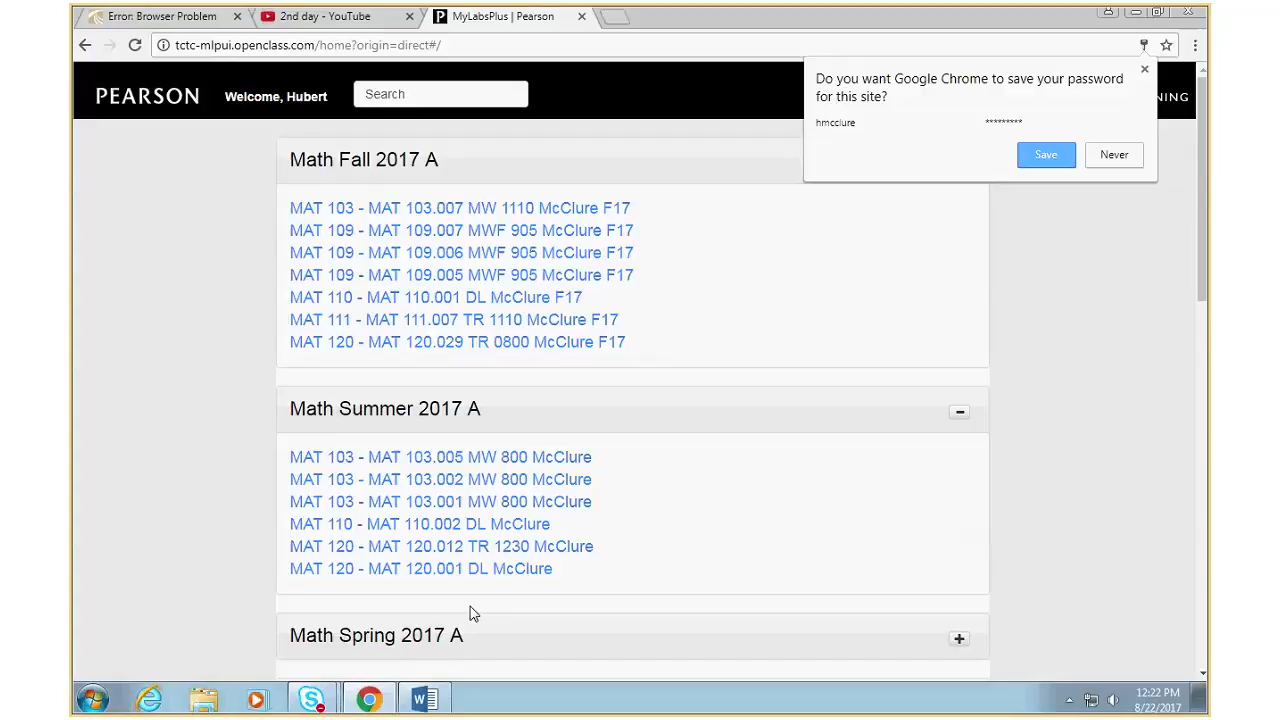 Error: Browser Problem
2nd day - YouTube
MyLabsPlus | Pearson
tctc-mlpui.openclass.com/home?origin=direct#/
PEARSON
Welcome, Hubert
Search
NING
Do you want Google Chrome to save your password
for this site?
hmcclure
*********
Save
Never
Math Fall 2017 A
MAT 103 - MAT 103.007 MW 1110 McClure F17
MAT 109 - MAT 109.007 MWF 905 McClure F17
MAT 109 - MAT 109.006 MWF 905 McClure F17
MAT 109 - MAT 109.005 MWF 905 McClure F17
MAT 110 - MAT 110.001 DL McClure F17
MAT 111 - MAT 111.007 TR 1110 McClure F17
MAT 120 - MAT 120.029 TR 0800 McClure F17
Math Summer 2017 A
MAT 103 - MAT 103.005 MW 800 McClure
MAT 103 - MAT 103.002 MW 800 McClure
MAT 103 - MAT 103.001 MW 800 McClure
MAT 110 - MAT 110.002 DL McClure
MAT 120 - MAT 120.012 TR 1230 McClure
MAT 120 - MAT 120.001 DL McClure
Math Spring 2017 A
12:22 PM
8/22/2017